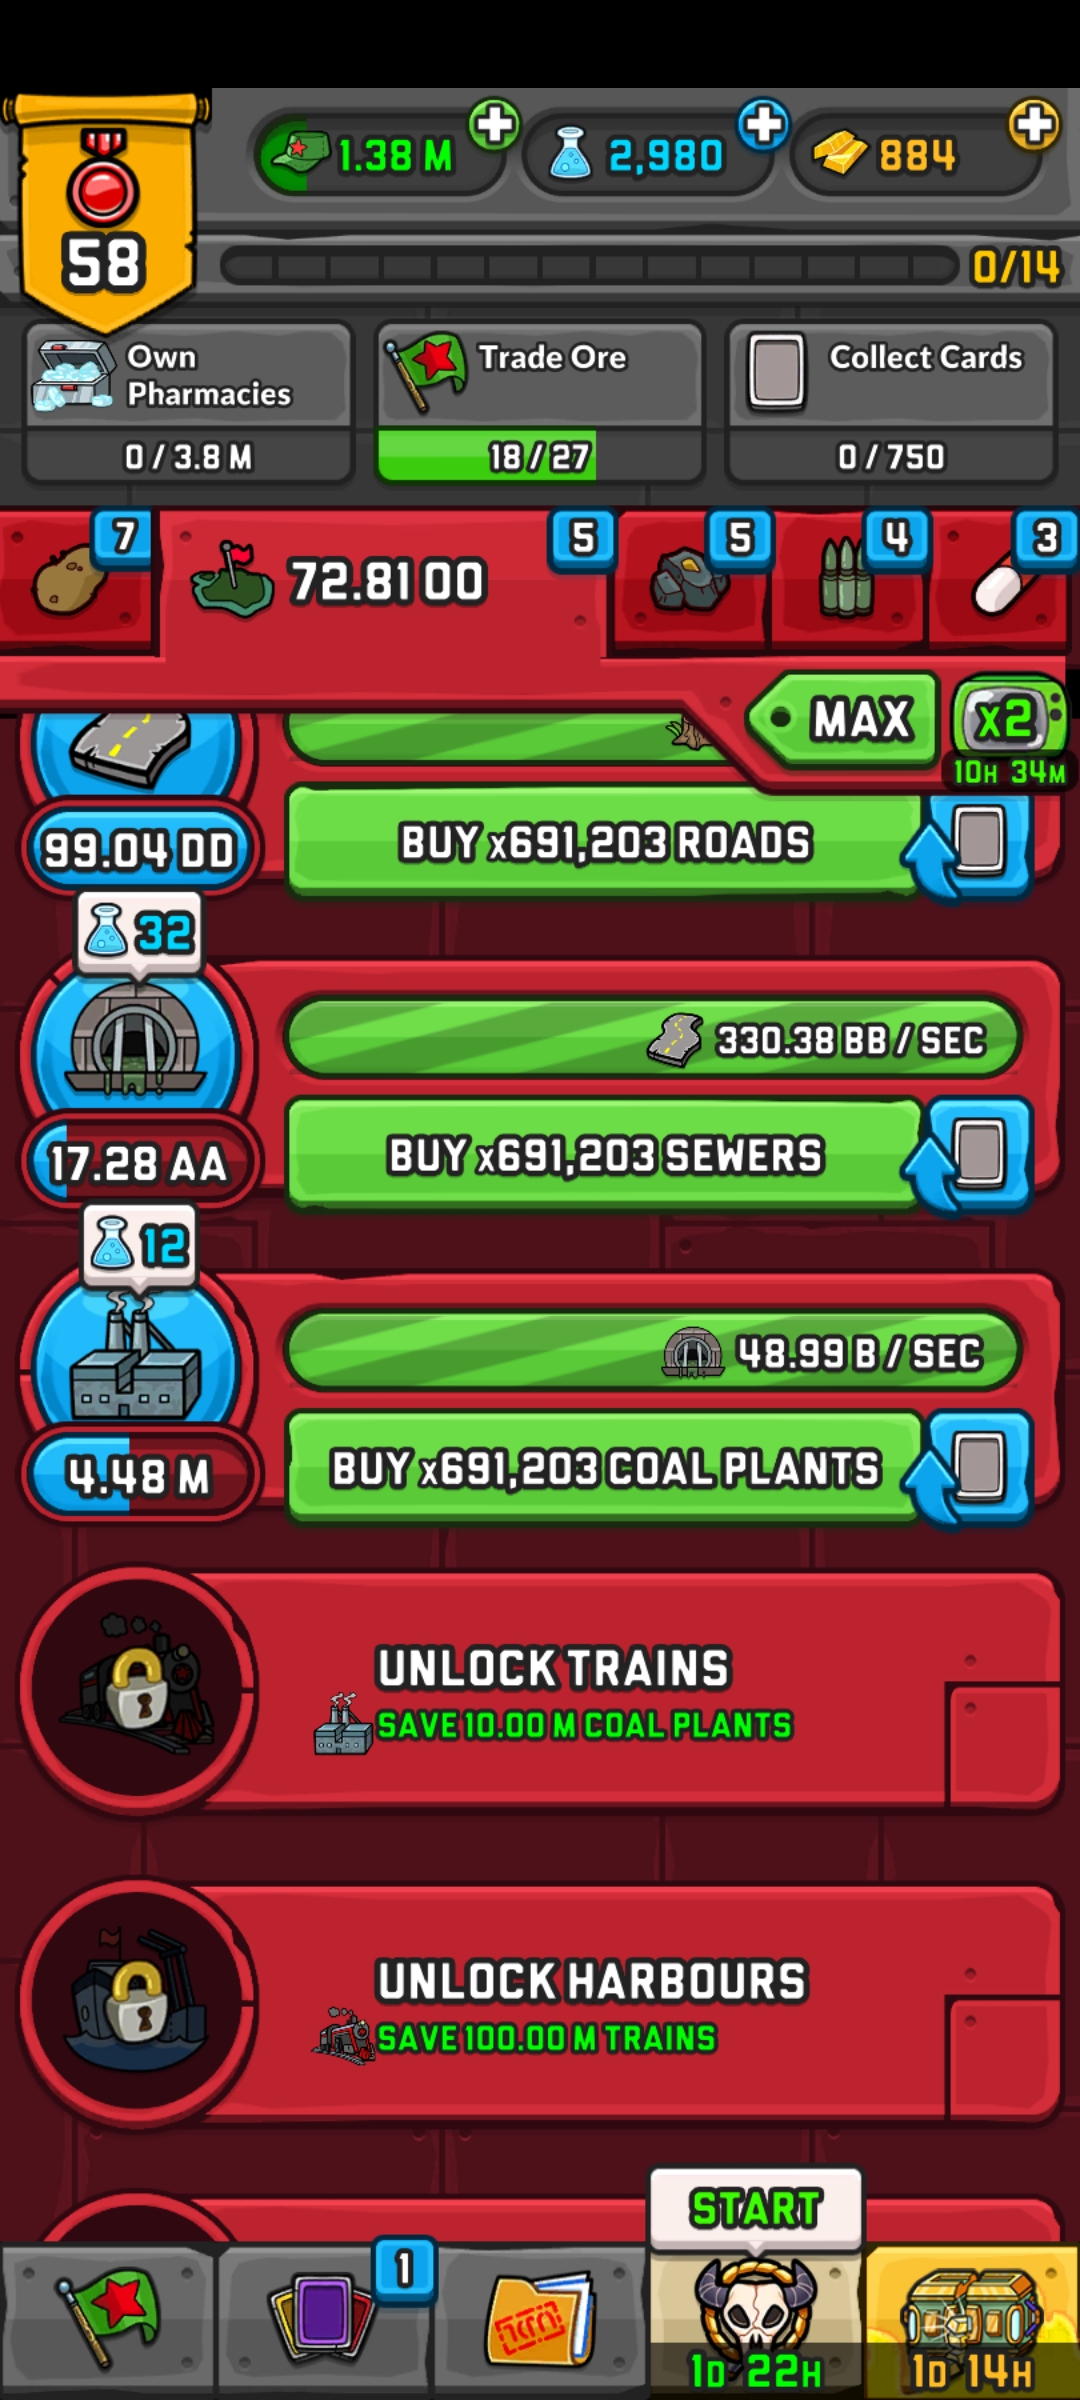 58
1.38 M
2,980
884
0/14
Own
Pharmacies
0 / 3.8 M
Trade Ore
18 / 27
Collect Cards
0 / 750
7
72.81 OO
5
5
4
3
MAX
x2
10H 34M
99.04 DD
BUY x691,203 ROADS
32
330.38 BB / SEC
17.28 AA
BUY x691,203 SEWERS
12
48.99 B / SEC
4.48 M
BUY x691,203 COAL PLANTS
UNLOCK TRAINS
SAVE 10.00 M COAL PLANTS
UNLOCK HARBOURS
SAVE 100.00 M TRAINS
START
1
1D 22H
1D 14H